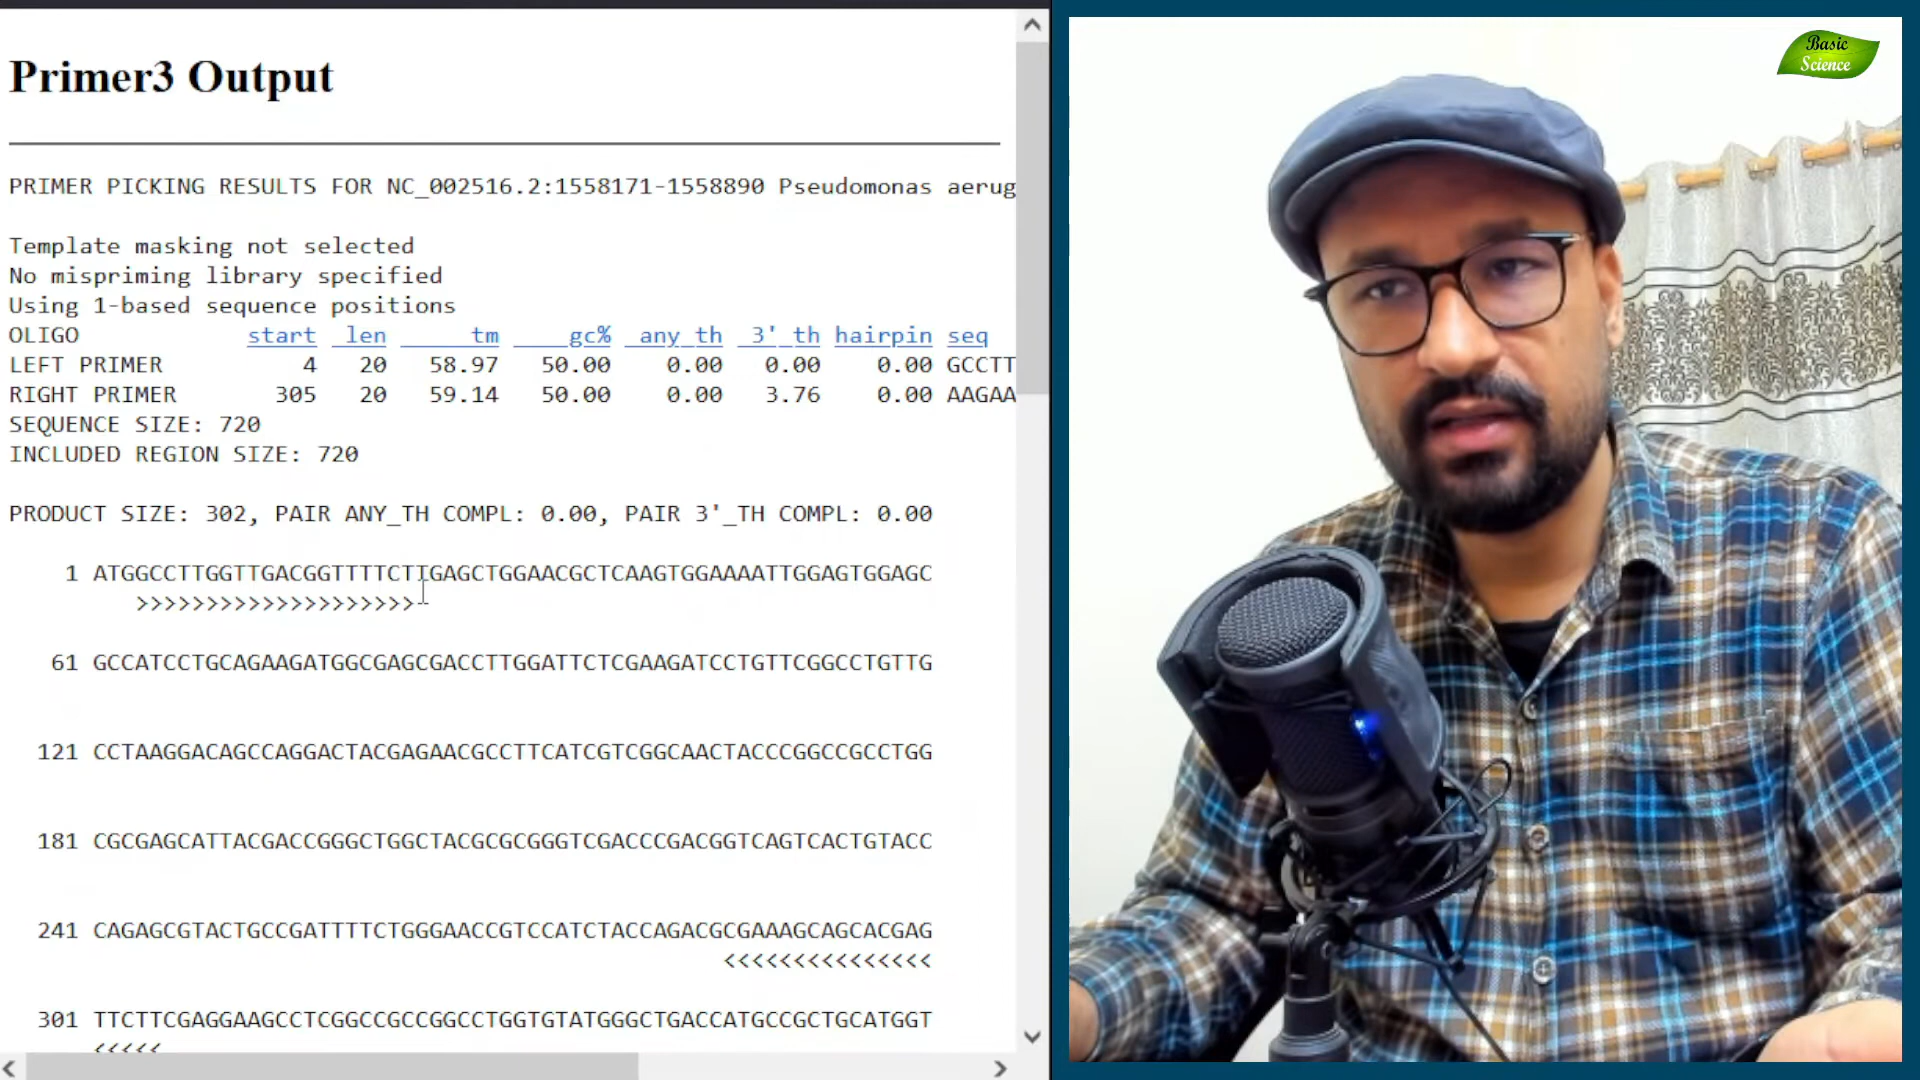 Primer3 Output
PRIMER PICKING RESULTS FOR NC_002516.2:1558171-1558890 Pseudomonas aerug
Template masking not selected
No mispriming library specified
Using 1-based sequence positions
OLIGO start len tm gc% any_th 3'_th hairpin seq
LEFT PRIMER 4 20 58.97 50.00 0.00 0.00 0.00 GCCTT
RIGHT PRIMER 305 20 59.14 50.00 0.00 3.76 0.00 AAGAA
SEQUENCE SIZE: 720
INCLUDED REGION SIZE: 720
PRODUCT SIZE: 302, PAIR ANY_TH COMPL: 0.00, PAIR 3'_TH COMPL: 0.00
1 ATGGCCTTGGTTGACGGTTTTCTTGAGCTGGAACGCTCAAGTGGAAAATTGGAGTGGAGC
>>>>>>>>>>>>>>>>>>>>
61 GCCATCCTGCAGAAGATGGCGAGCGACCTTGGATTCTCGAAGATCCTGTTCGGCCTGTTG
121 CCTAAGGACAGCCAGGACTACGAGAACGCCTTCATCGTCGGCAACTACCCGGCCGCCTGG
181 CGCGAGCATTACGACCGGGCTGGCTACGCGCGGGTCGACCCGACGGTCAGTCACTGTACC
241 CAGAGCGTACTGCCGATTTTCTGGGAACCGTCCATCTACCAGACGCGAAAGCAGCACGAG
<<<<<<<<<<<<<<<
301 TTCTTCGAGGAAGCCTCGGCCGCCGGCCTGGTGTATGGGCTGACCATGCCGCTGCATGGT
<<<<<
Basic
Science